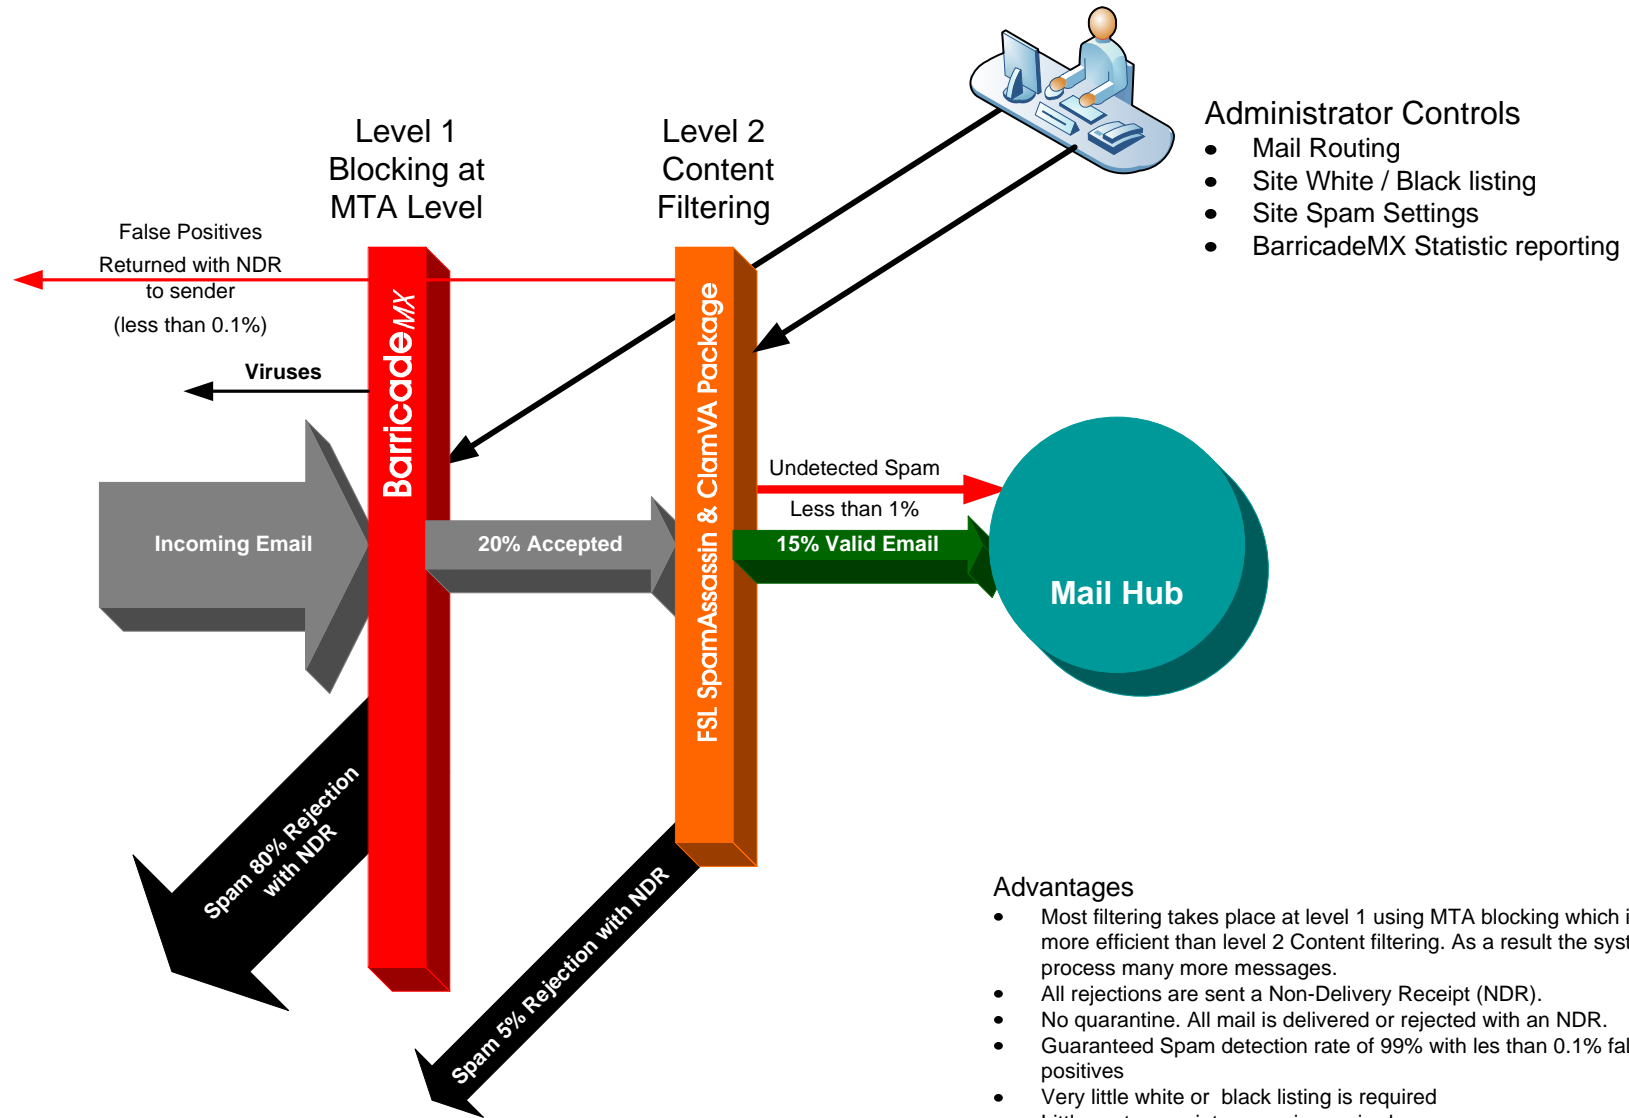 Level 1
Blocking at
MTA Level
Level 2
Content
Filtering
Administrator Controls
• Mail Routing
• Site White / Black listing
• Site Spam Settings
• BarricadeMX Statistic reporting
False Positives
Returned with NDR
to sender
(less than 0.1%)
Viruses
BarricadeMX
FSL SpamAssassin & ClamVA Package
Incoming Email
20% Accepted
Undetected Spam
Less than 1%
15% Valid Email
Mail Hub
Spam 80% Rejection
with NDR
Spam 5% Rejection with NDR
Advantages
• Most filtering takes place at level 1 using MTA blocking which i
more efficient than level 2 Content filtering. As a result the syst
process many more messages.
• All rejections are sent a Non-Delivery Receipt (NDR).
• No quarantine. All mail is delivered or rejected with an NDR.
• Guaranteed Spam detection rate of 99% with les than 0.1% fal
positives
• Very little white or black listing is required